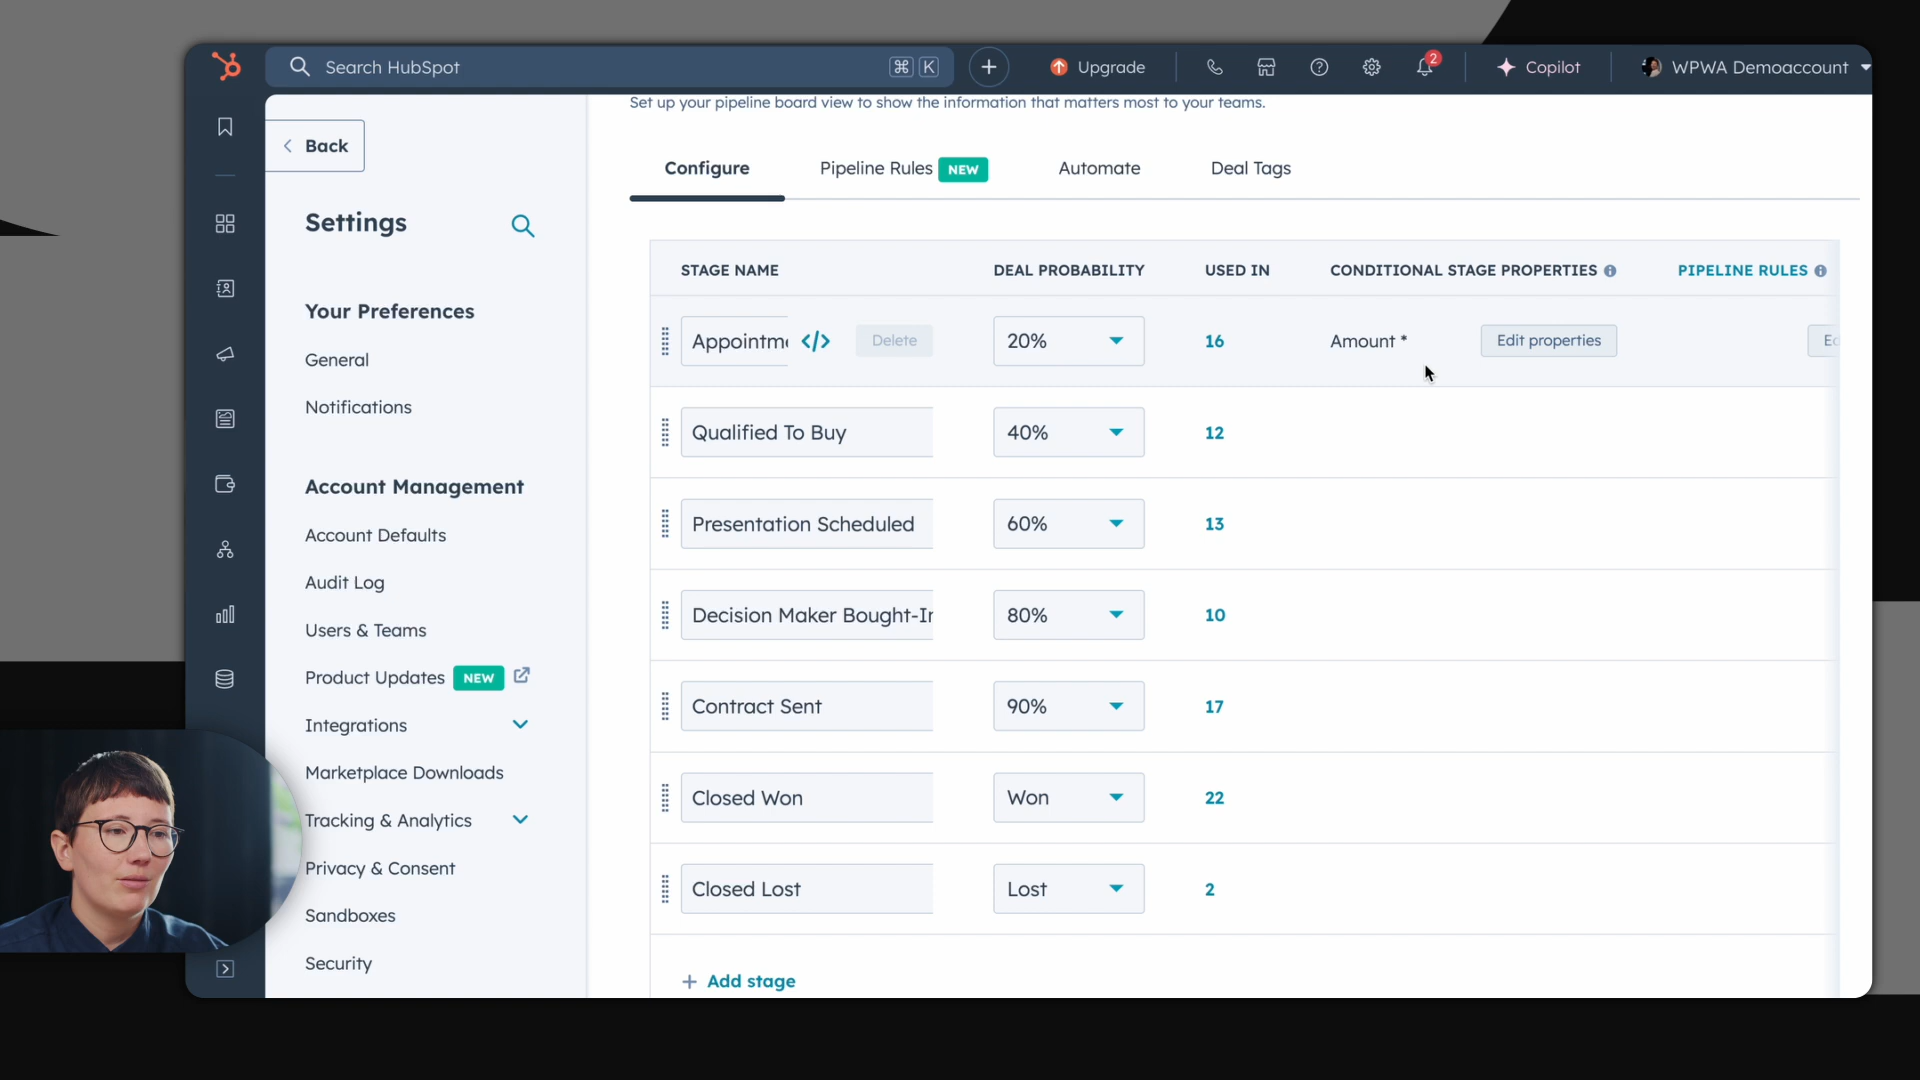 Search HubSpot
⌘ K
Upgrade
2
Copilot
WPWA Demoaccount
Set up your pipeline board view to show the information that matters most to your teams.
Back
Configure
Pipeline Rules NEW
Automate
Deal Tags
Settings
Your Preferences
General
Notifications
Account Management
Account Defaults
Audit Log
Users & Teams
Product Updates NEW
Integrations
Marketplace Downloads
Tracking & Analytics
Privacy & Consent
Sandboxes
Security
STAGE NAME DEAL PROBABILITY USED IN CONDITIONAL STAGE PROPERTIES PIPELINE RULES
Appointme </> Delete 20% 16 Amount * Edit properties
Qualified To Buy 40% 12
Presentation Scheduled 60% 13
Decision Maker Bought-In 80% 10
Contract Sent 90% 17
Closed Won Won 22
Closed Lost Lost 2
+ Add stage